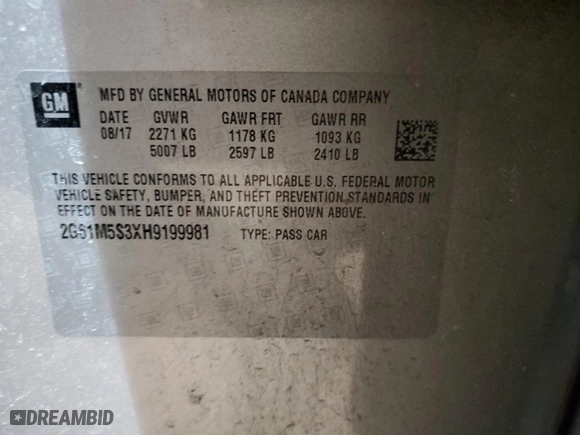 GM
MFD BY GENERAL MOTORS OF CANADA COMPANY
DATE GVWR GAWR FRT GAWR RR
08/17 2271 KG 1178 KG 1093 KG
5007 LB 2597 LB 2410 LB
THIS VEHICLE CONFORMS TO ALL APPLICABLE U.S. FEDERAL MOTOR
VEHICLE SAFETY, BUMPER, AND THEFT PREVENTION STANDARDS IN
EFFECT ON THE DATE OF MANUFACTURE SHOWN ABOVE.
2G61M5S3XH9199981 TYPE: PASS CAR
DREAMBID